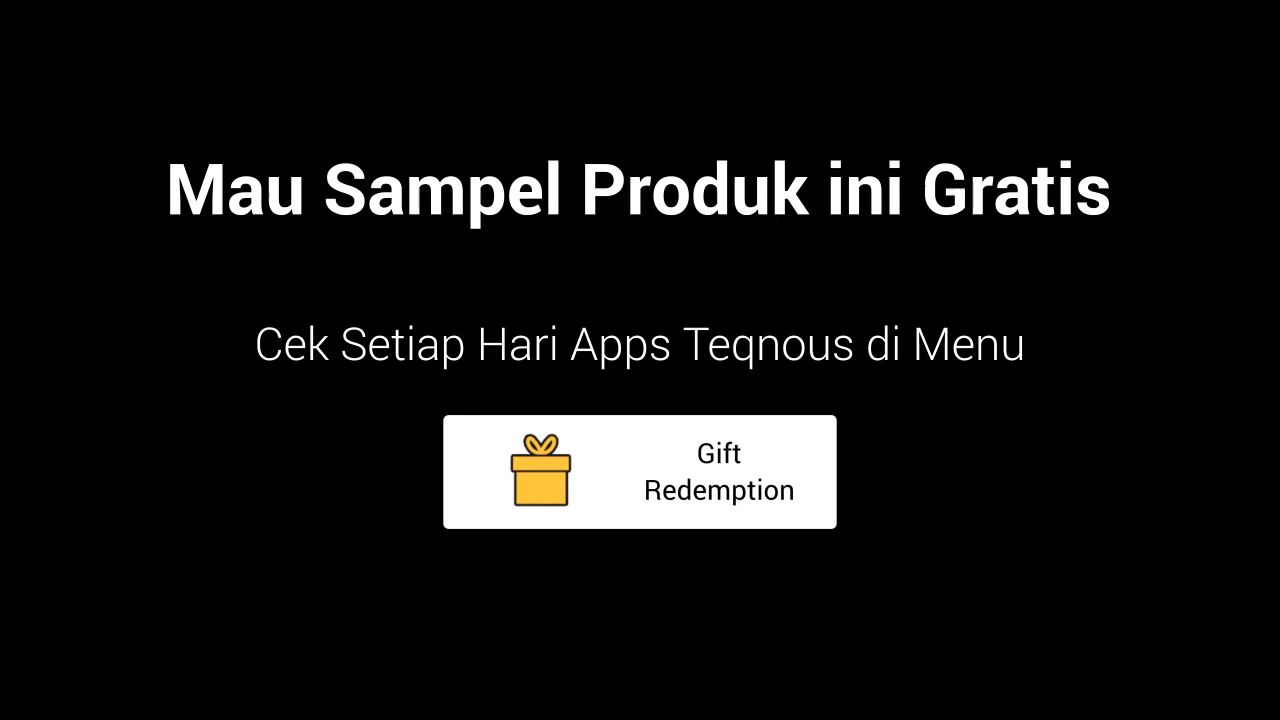 Mau Sampel Produk ini Gratis
Cek Setiap Hari Apps Teqnous di Menu
Gift
Redemption